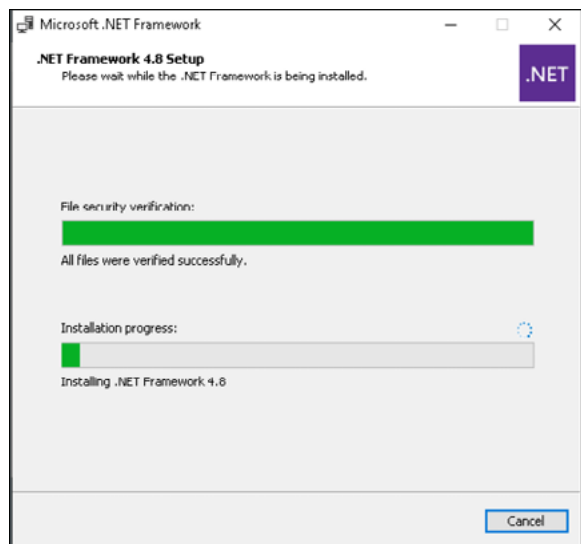 Microsoft .NET Framework
.NET Framework 4.8 Setup
Please wait while the .NET Framework is being installed.
.NET
File security verification:
All files were verified successfully.
Installation progress:
Installing .NET Framework 4.8
Cancel